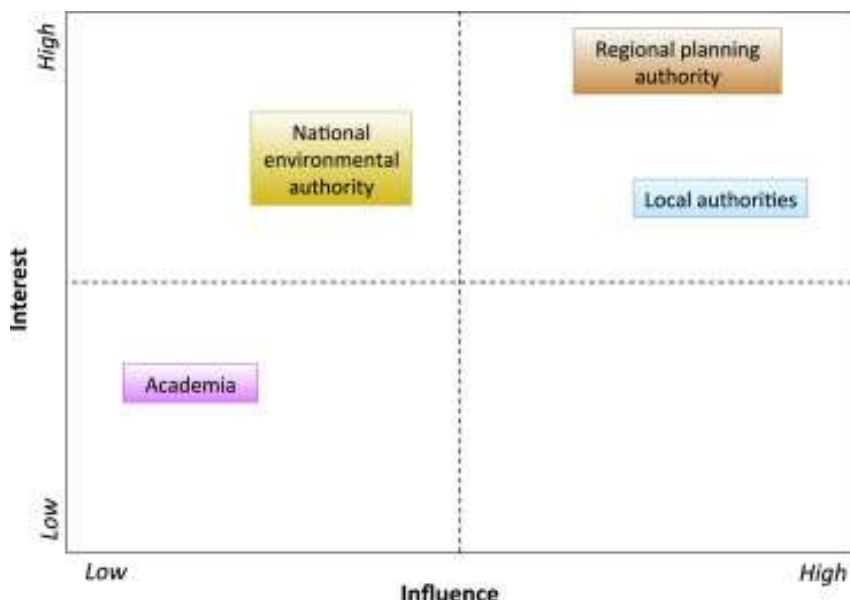 High
Regional planning
authority
National
environmental
authority
Local authorities
Interest
Academia
Low
Low
High
Influence